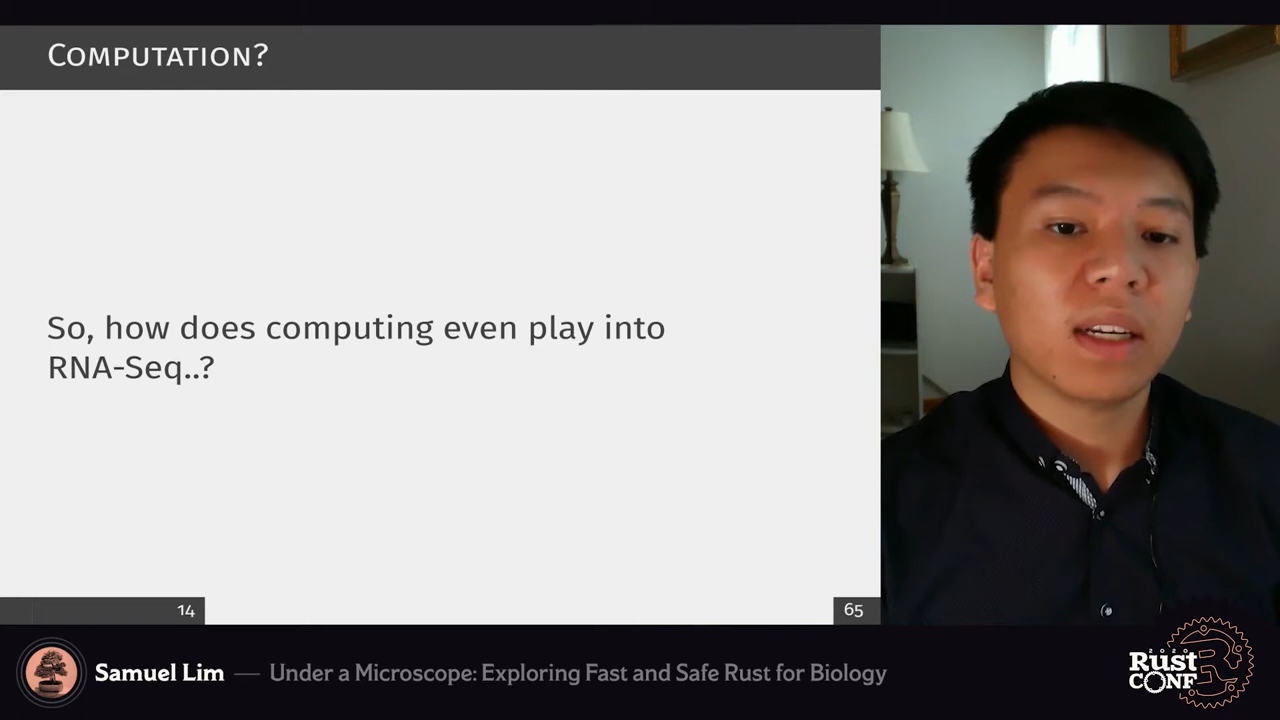 Computation?
So, how does computing even play into
RNA-Seq..?
14
65
Samuel Lim — Under a Microscope: Exploring Fast and Safe Rust for Biology
2020
Rust
CONF